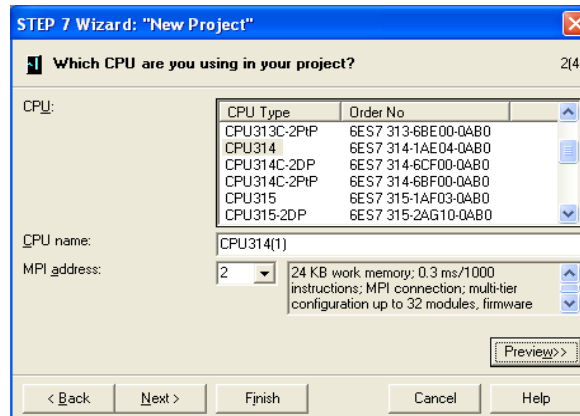 STEP 7 Wizard: "New Project"
Which CPU are you using in your project? 2(4
CPU:
CPU Type Order No
CPU313C-2PtP 6ES7 313-6BE00-0AB0
CPU314 6ES7 314-1AE04-0AB0
CPU314C-2DP 6ES7 314-6CF00-0AB0
CPU314C-2PtP 6ES7 314-6BF00-0AB0
CPU315 6ES7 315-1AF03-0AB0
CPU315-2DP 6ES7 315-2AG10-0AB0
CPU name: CPU314(1)
MPI address: 2 24 KB work memory; 0.3 ms/1000
instructions; MPI connection; multi-tier
configuration up to 32 modules, firmware
Preview>>
< Back Next > Finish Cancel Help